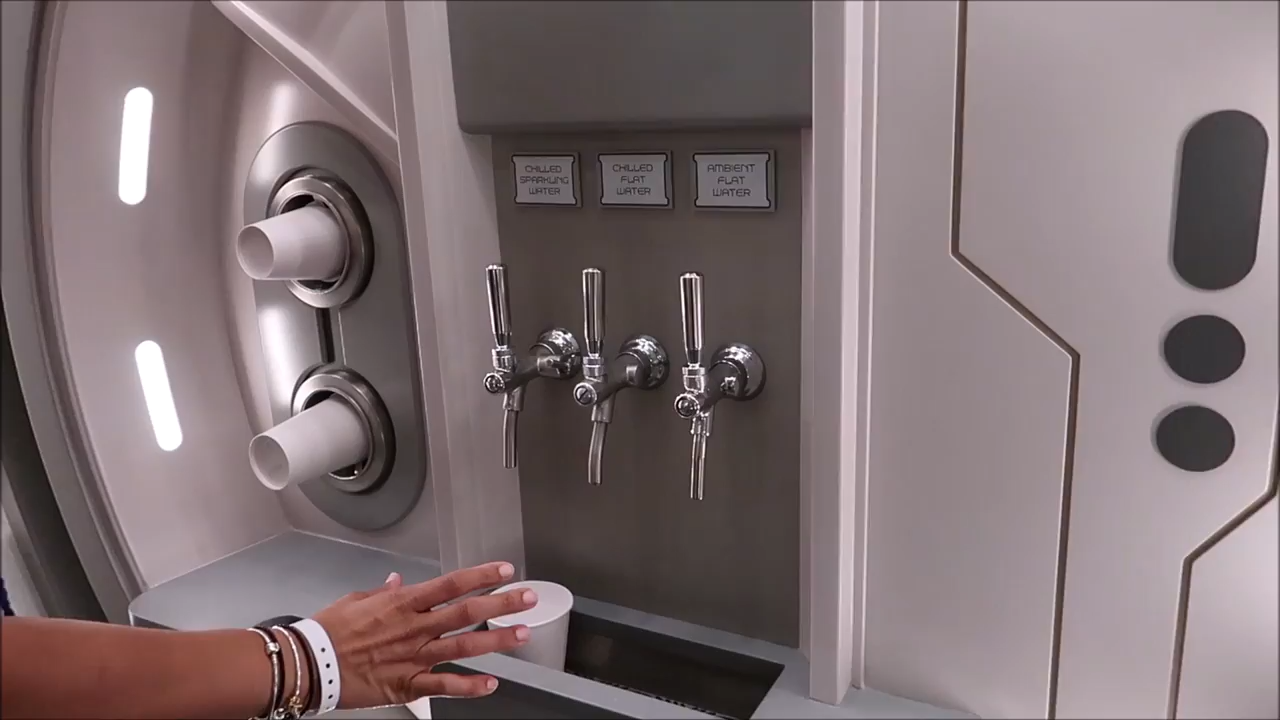 CHILLED
SPARKLING
WATER
CHILLED
FLAT
WATER
AMBIENT
FLAT
WATER